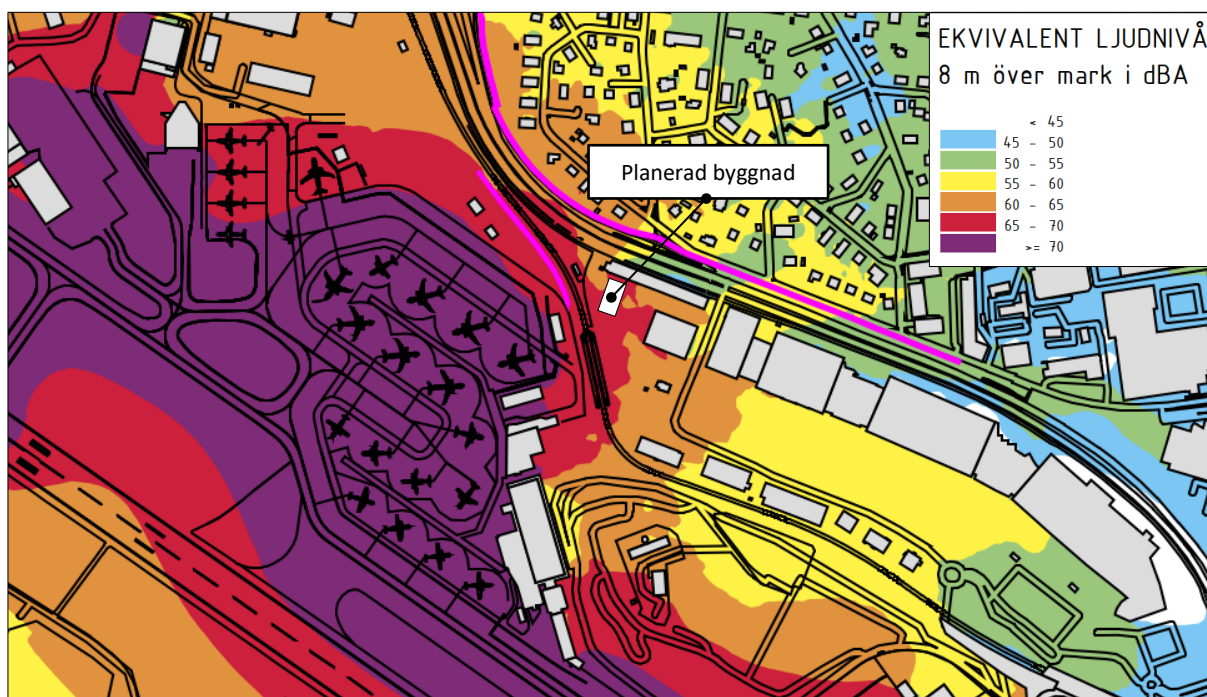 EKVIVALENT LJUDNIVÅ
8 m över mark i dBA
< 45
45 - 50
50 - 55
55 - 60
60 - 65
65 - 70
>= 70
Planerad byggnad